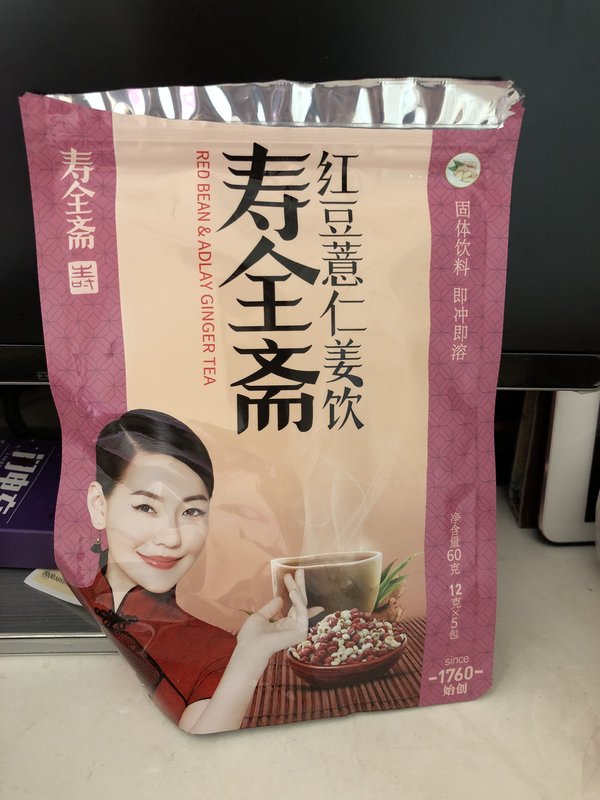 寿全斋
寿
红豆薏仁姜饮
寿全斋
RED BEAN & ADLAY GINGER TEA
固体饮料 即冲即溶
净含量60克 12克×5包
since
-1760-
始创